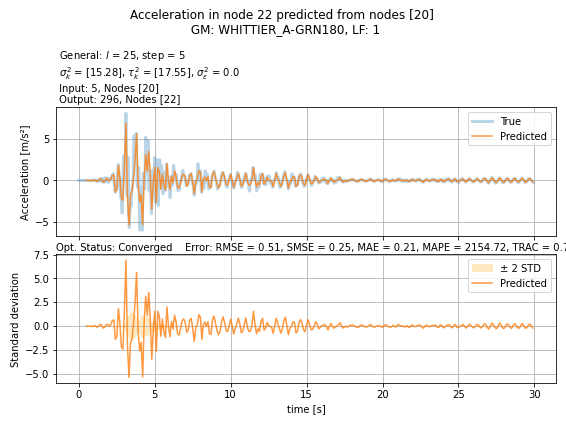 Acceleration in node 22 predicted from nodes [20]
GM: WHITTIER_A-GRN180, LF: 1
General: l = 25, step = 5
σ²ₖ = [15.28], τ²ₖ = [17.55], σ²ε = 0.0
Input: 5, Nodes [20]
Output: 296, Nodes [22]
Acceleration [m/s²]
5
0
−5
True
Predicted
Opt. Status: Converged Error: RMSE = 0.51, SMSE = 0.25, MAE = 0.21, MAPE = 2154.72, TRAC = 0.7
Standard deviation
7.5
5.0
2.5
0.0
−2.5
−5.0
± 2 STD
Predicted
0 5 10 15 20 25 30
time [s]